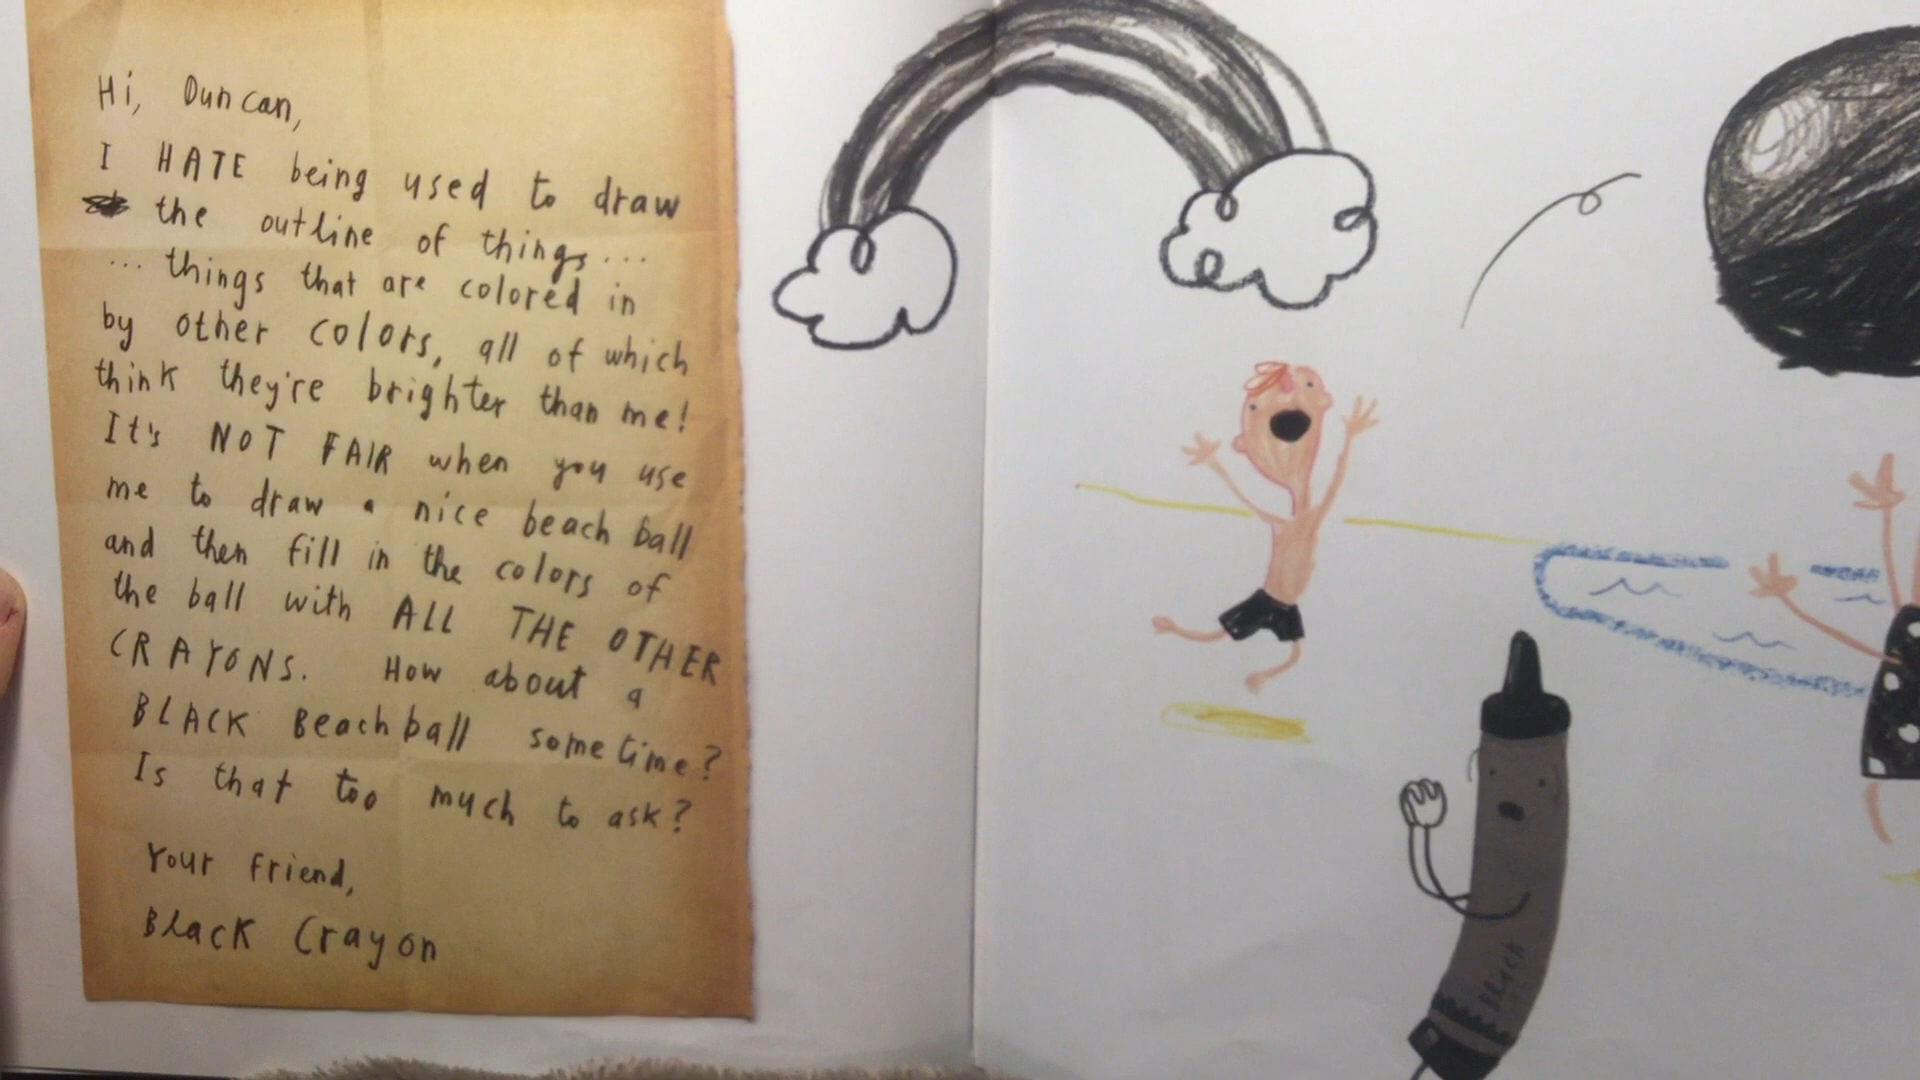 Hi, Duncan,
I HATE being used to draw
the outline of things...
... things that are colored in
by other colors, all of which
think they're brighter than me!
It's NOT FAIR when you use
me to draw a nice beach ball
and then fill in the colors of
the ball with ALL THE OTHER
CRAYONS. How about a
BLACK Beach ball sometime?
Is that too much to ask?
Your friend,
Black Crayon
Black